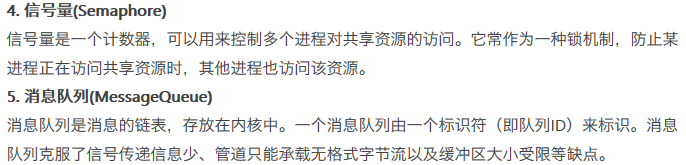 4. 信号量(Semaphore)
信号量是一个计数器，可以用来控制多个进程对共享资源的访问。它常作为一种锁机制，防止某
进程正在访问共享资源时，其他进程也访问该资源。
5. 消息队列(MessageQueue)
消息队列是消息的链表，存放在内核中。一个消息队列由一个标识符（即队列ID）来标识。消息
队列克服了信号传递信息少、管道只能承载无格式字节流以及缓冲区大小受限等缺点。